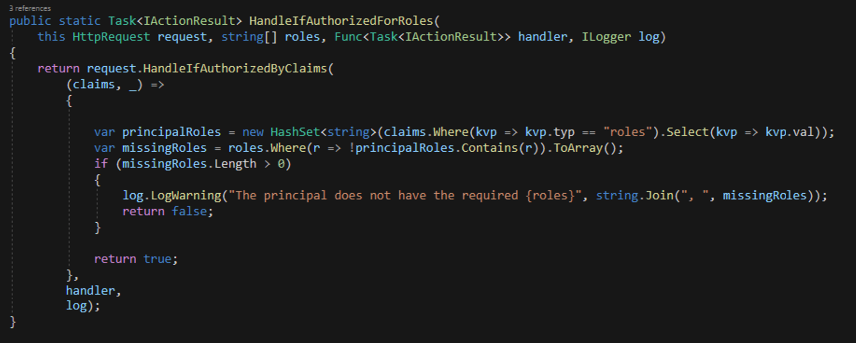 3 references
public static Task<IActionResult> HandleIfAuthorizedForRoles(
    this HttpRequest request, string[] roles, Func<Task<IActionResult>> handler, ILogger log)
{
    return request.HandleIfAuthorizedByClaims(
        (claims, _) =>
        {
            var principalRoles = new HashSet<string>(claims.Where(kvp => kvp.typ == "roles").Select(kvp => kvp.val));
            var missingRoles = roles.Where(r => !principalRoles.Contains(r)).ToArray();
            if (missingRoles.Length > 0)
            {
                log.LogWarning("The principal does not have the required {roles}", string.Join(", ", missingRoles));
                return false;
            }
            return true;
        },
        handler,
        log);
}